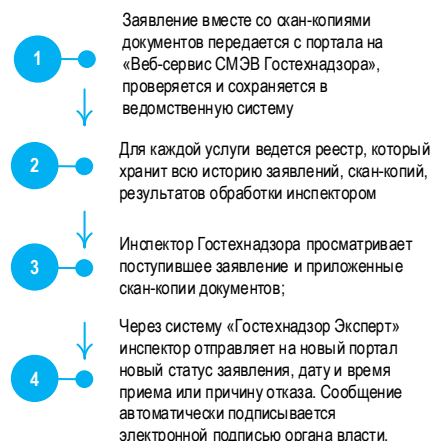 Заявление вместе со скан-копиями
документов передается с портала на
1
«Веб-сервис СМЭВ Гостехнадзора»,
проверяется и сохраняется в
ведомственную систему
Для каждой услуги ведется реестр, который
2
хранит всю историю заявлений, скан-копий,
результатов обработки инспектором
Инспектор Гостехнадзора просматривает
3
поступившее заявление и приложенные
скан-копии документов;
Через систему «Гостехнадзор Эксперт»
инспектор отправляет на новый портал
новый статус заявления, дату и время
4
приема или причину отказа. Сообщение
автоматически подписывается
электронной подписью органа власти.